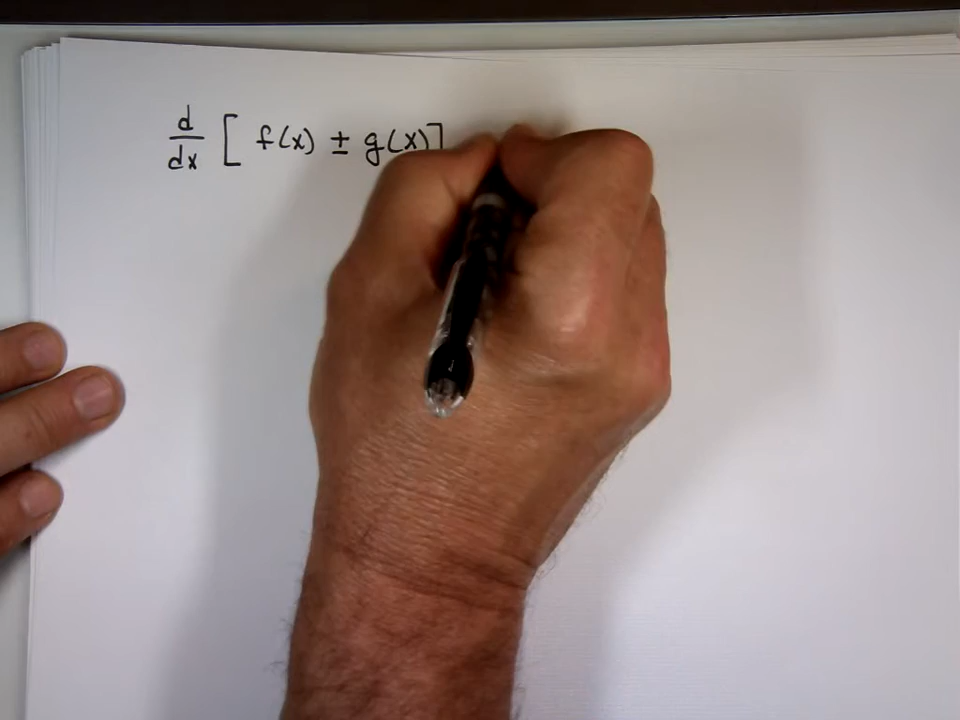 d/dx [ f(x) ± g(x)]